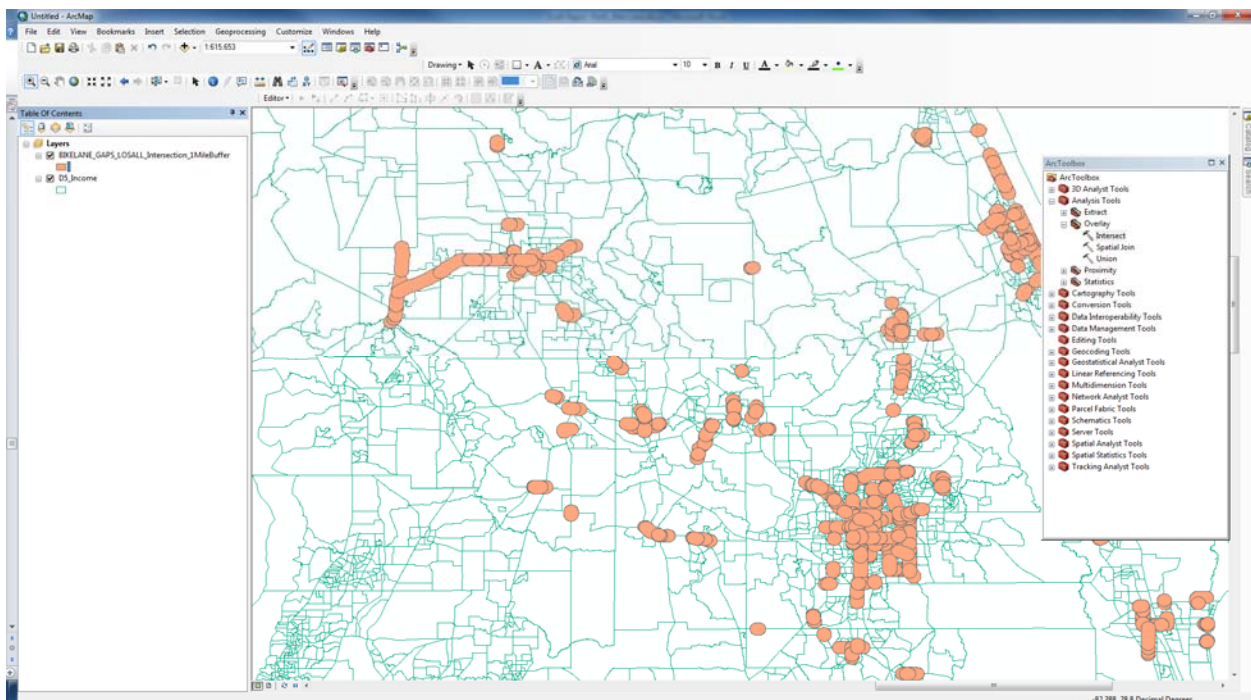 Untitled - ArcMap
File Edit View Bookmarks Insert Selection Geoprocessing Customize Windows Help
1:615.653
Drawing Arial 10 B I U A
Editor
Table Of Contents
Layers
BIKELANE_GAPS_LOSALL_Intersection_1MileBuffer
D5_Income
ArcToolbox
ArcToolbox
3D Analyst Tools
Analysis Tools
Extract
Overlay
Intersect
Spatial Join
Union
Proximity
Statistics
Cartography Tools
Conversion Tools
Data Interoperability Tools
Data Management Tools
Editing Tools
Geocoding Tools
Geostatistical Analyst Tools
Linear Referencing Tools
Multidimension Tools
Network Analyst Tools
Parcel Fabric Tools
Schematics Tools
Server Tools
Spatial Analyst Tools
Spatial Statistics Tools
Tracking Analyst Tools
Catalog
Search
Decimal Degrees